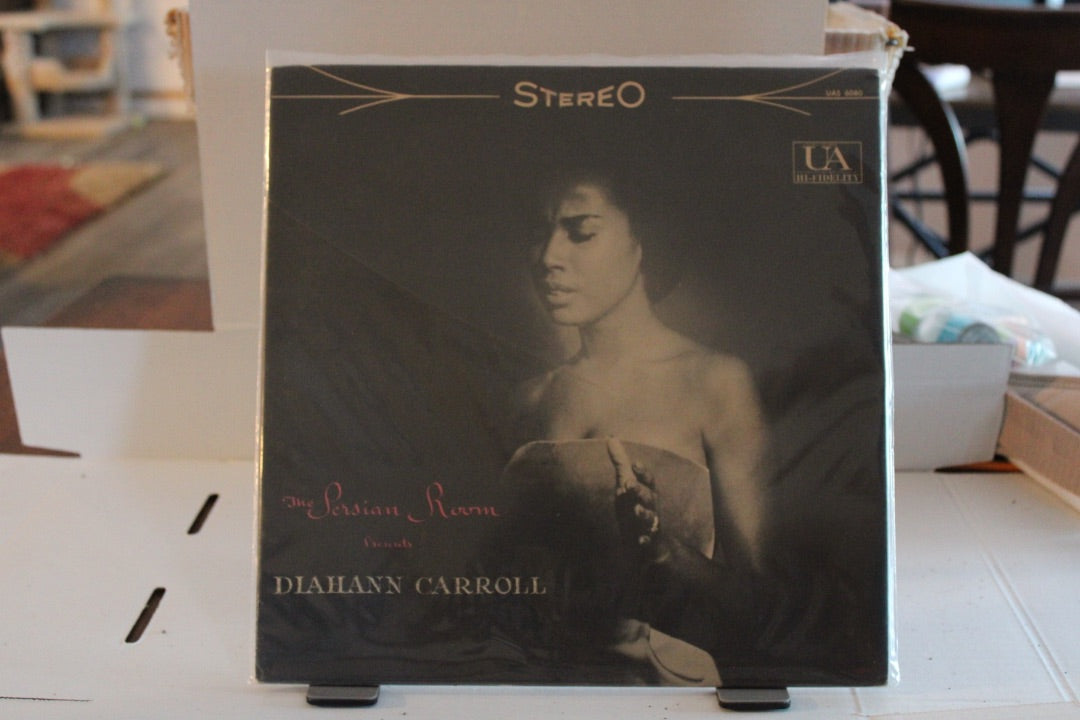 STEREO
UAS 6080
UA
HI-FIDELITY
The Persian Room
Presents
DIAHANN CARROLL